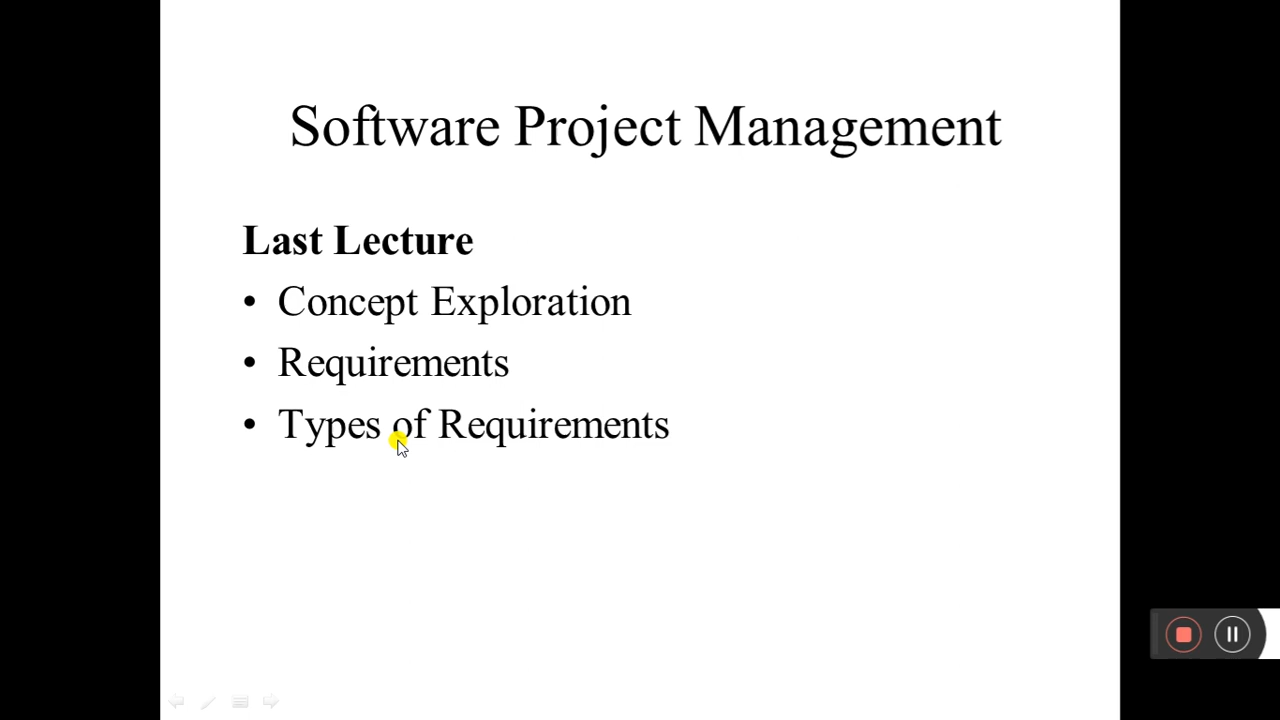 Software Project Management
Last Lecture
• Concept Exploration
• Requirements
• Types of Requirements